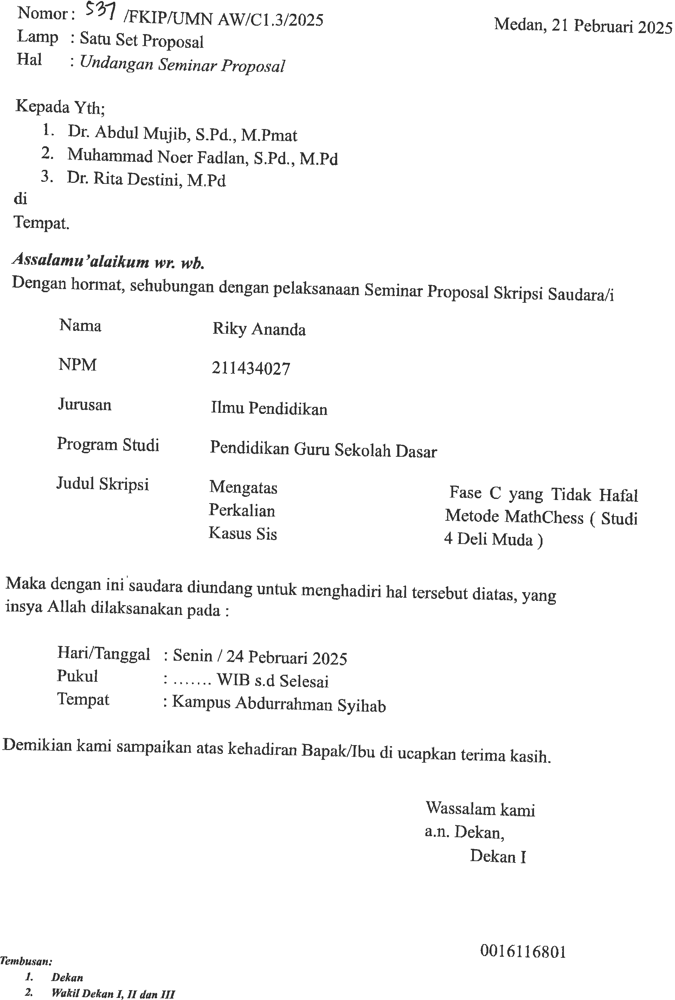 Nomor : 537 /FKIP/UMN AW/C1.3/2025 Medan, 21 Pebruari 2025
Lamp : Satu Set Proposal
Hal : Undangan Seminar Proposal
Kepada Yth;
1. Dr. Abdul Mujib, S.Pd., M.Pmat
2. Muhammad Noer Fadlan, S.Pd., M.Pd
3. Dr. Rita Destini, M.Pd
di
Tempat.
Assalamu'alaikum wr. wb.
Dengan hormat, sehubungan dengan pelaksanaan Seminar Proposal Skripsi Saudara/i
Nama Riky Ananda
NPM 211434027
Jurusan Ilmu Pendidikan
Program Studi Pendidikan Guru Sekolah Dasar
Judul Skripsi Mengatas Fase C yang Tidak Hafal
Perkalian Metode MathChess ( Studi
Kasus Sis 4 Deli Muda )
Maka dengan ini saudara diundang untuk menghadiri hal tersebut diatas, yang
insya Allah dilaksanakan pada :
Hari/Tanggal : Senin / 24 Pebruari 2025
Pukul : ....... WIB s.d Selesai
Tempat : Kampus Abdurrahman Syihab
Demikian kami sampaikan atas kehadiran Bapak/Ibu di ucapkan terima kasih.
Wassalam kami
a.n. Dekan,
Dekan I
0016116801
Tembusan:
1. Dekan
2. Wakil Dekan I, II dan III